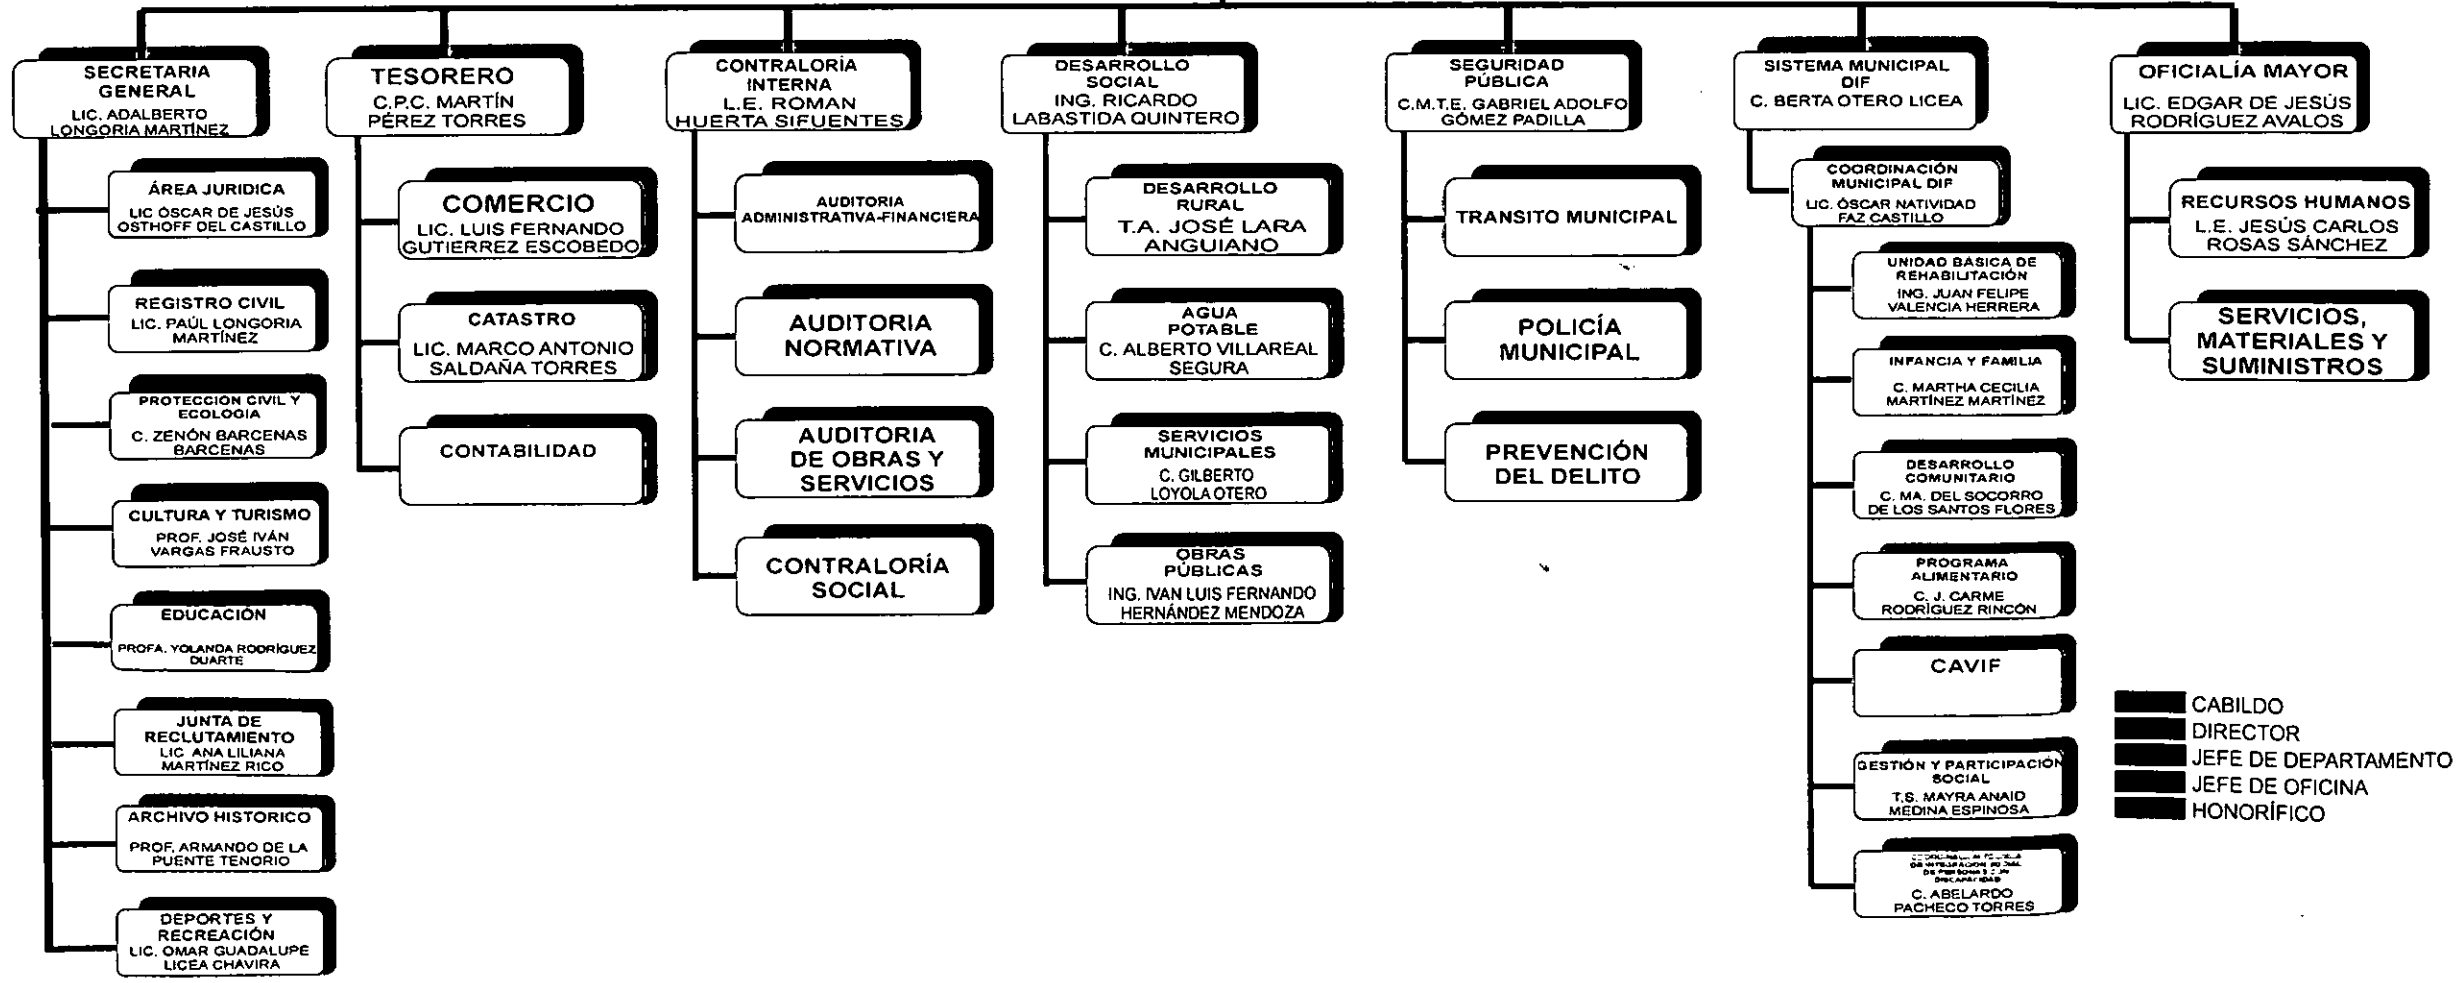 SECRETARIA
GENERAL
LIC. ADALBERTO
LONGORIA MARTÍNEZ
ÁREA JURIDICA
LIC ÓSCAR DE JESÚS
OSTHOFF DEL CASTILLO
REGISTRO CIVIL
LIC. PAÚL LONGORIA
MARTÍNEZ
PROTECCIÓN CIVIL Y
ECOLOGIA
C. ZENÓN BARCENAS
BARCENAS
CULTURA Y TURISMO
PROF. JOSÉ IVÁN
VARGAS FRAUSTO
EDUCACIÓN
PROFA. YOLANDA RODRÍGUEZ
DUARTE
JUNTA DE
RECLUTAMIENTO
LIC ANA LILIANA
MARTÍNEZ RICO
ARCHIVO HISTORICO
PROF. ARMANDO DE LA
PUENTE TENORIO
DEPORTES Y
RECREACIÓN
LIC. OMAR GUADALUPE
LICEA CHAVIRA
TESORERO
C.P.C. MARTÍN
PÉREZ TORRES
COMERCIO
LIC. LUIS FERNANDO
GUTIERREZ ESCOBEDO
CATASTRO
LIC. MARCO ANTONIO
SALDAÑA TORRES
CONTABILIDAD
CONTRALORÍA
INTERNA
L.E. ROMAN
HUERTA SIFUENTES
AUDITORIA
ADMINISTRATIVA-FINANCIERA
AUDITORIA
NORMATIVA
AUDITORIA
DE OBRAS Y
SERVICIOS
CONTRALORÍA
SOCIAL
DESARROLLO
SOCIAL
ING. RICARDO
LABASTIDA QUINTERO
DESARROLLO
RURAL
T.A. JOSÉ LARA
ANGUIANO
AGUA
POTABLE
C. ALBERTO VILLAREAL
SEGURA
SERVICIOS
MUNICIPALES
C. GILBERTO
LOYOLA OTERO
OBRAS
PÚBLICAS
ING. IVAN LUIS FERNANDO
HERNÁNDEZ MENDOZA
SEGURIDAD
PÚBLICA
C.M.T.E. GABRIEL ADOLFO
GÓMEZ PADILLA
TRANSITO MUNICIPAL
POLICÍA
MUNICIPAL
PREVENCIÓN
DEL DELITO
SISTEMA MUNICIPAL
DIF
C. BERTA OTERO LICEA
COORDINACIÓN
MUNICIPAL DIF
LIC. ÓSCAR NATIVIDAD
FAZ CASTILLO
UNIDAD BÁSICA DE
REHABILITACIÓN
ING. JUAN FELIPE
VALENCIA HERRERA
INFANCIA Y FAMILIA
C. MARTHA CECILIA
MARTÍNEZ MARTÍNEZ
DESARROLLO
COMUNITARIO
C. MA. DEL SOCORRO
DE LOS SANTOS FLORES
PROGRAMA
ALIMENTARIO
C. J. CARME
RODRÍGUEZ RINCÓN
CAVIF
GESTIÓN Y PARTICIPACIÓN
SOCIAL
T.S. MAYRA ANAID
MEDINA ESPINOSA
DE INTEGRACION SOCIAL
DE PERSONAS CON
DISCAPACIDAD
C. ABELARDO
PACHECO TORRES
OFICIALÍA MAYOR
LIC. EDGAR DE JESÚS
RODRÍGUEZ AVALOS
RECURSOS HUMANOS
L.E. JESÚS CARLOS
ROSAS SÁNCHEZ
SERVICIOS,
MATERIALES Y
SUMINISTROS
CABILDO
DIRECTOR
JEFE DE DEPARTAMENTO
JEFE DE OFICINA
HONORÍFICO